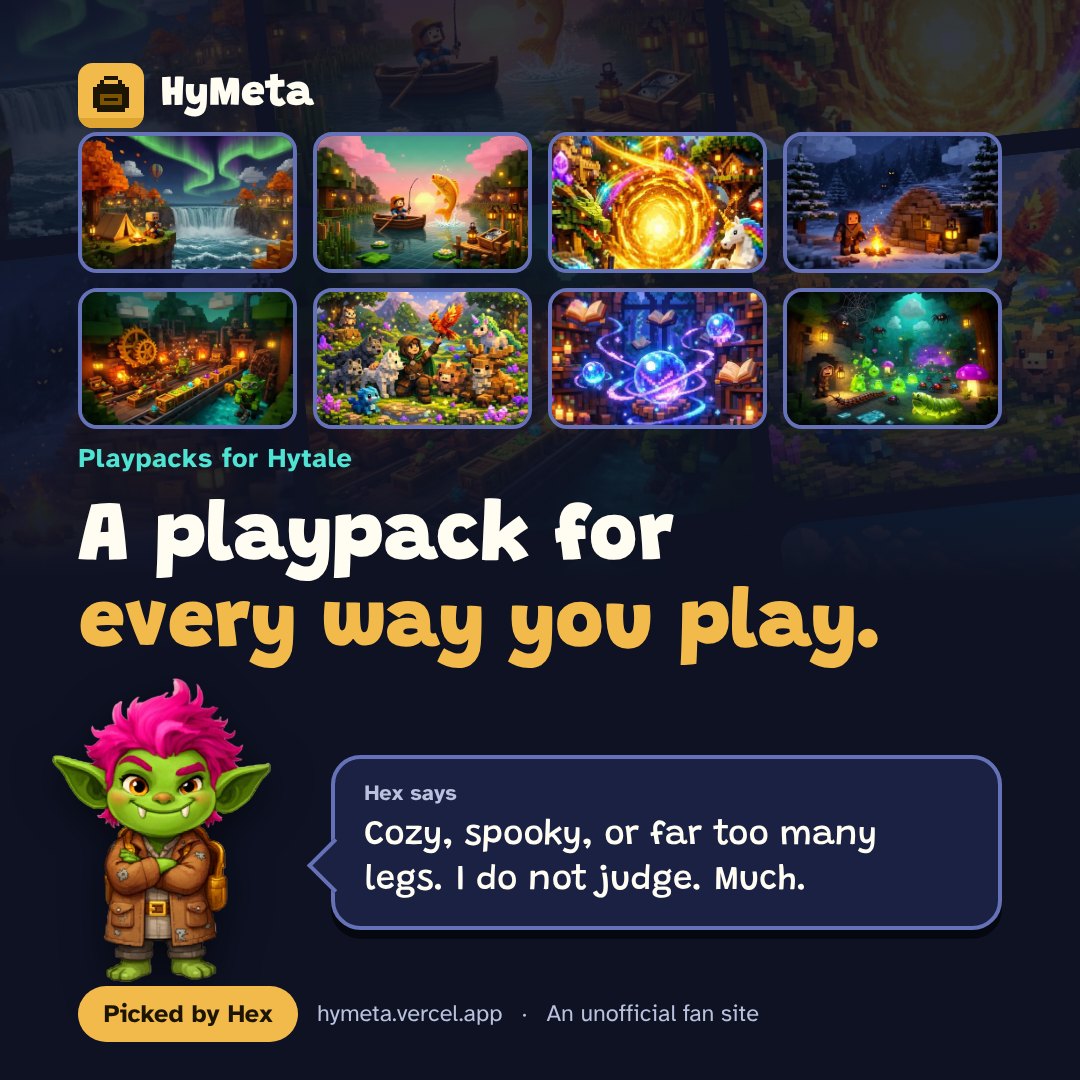 HyMeta
Playpacks for Hytale
A playpack for
every way you play.
Hex says
Cozy, spooky, or far too many
legs. I do not judge. Much.
Picked by Hex
hymeta.vercel.app · An unofficial fan site